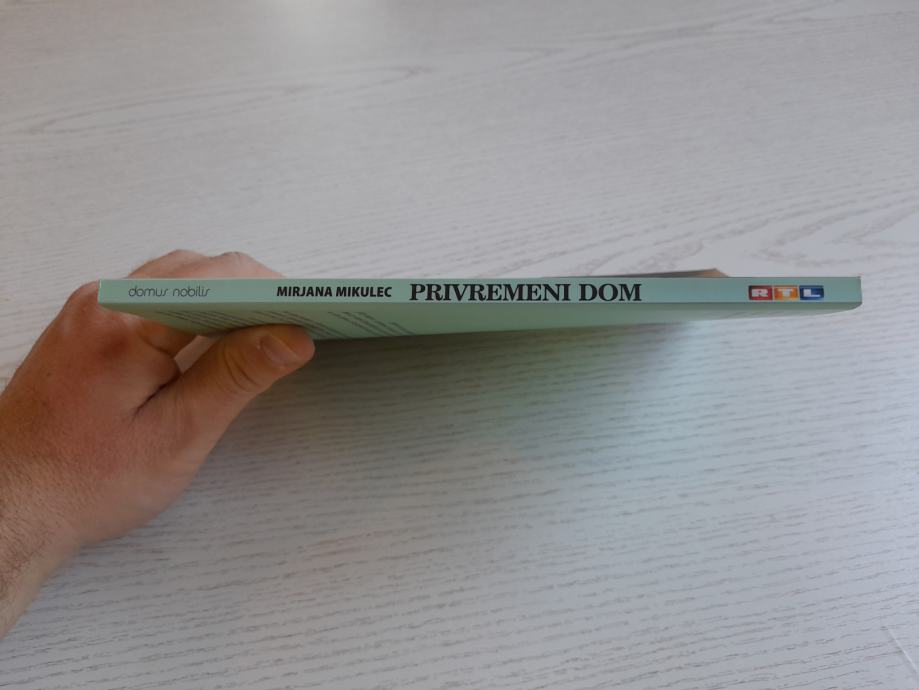 domus nobilis MIRJANA MIKULEC PRIVREMENI DOM RTL